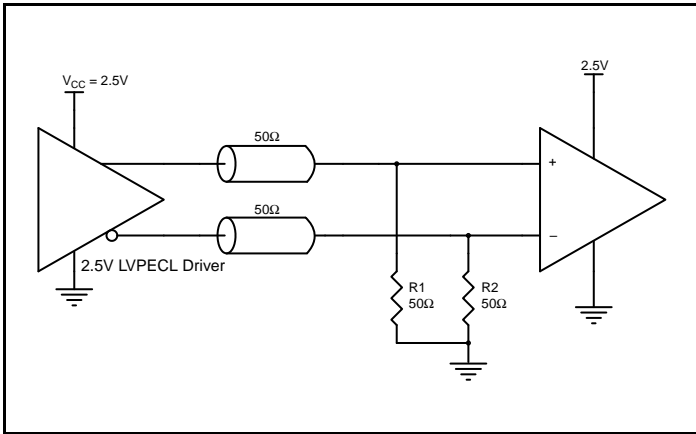 V_CC = 2.5V
2.5V
50Ω
+
50Ω
–
2.5V LVPECL Driver
R1
50Ω
R2
50Ω